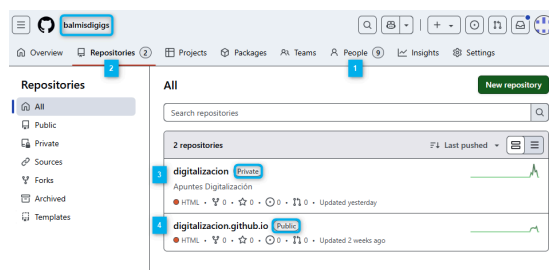 balmisdigigs
Overview Repositories 2 Projects Packages Teams People 9 Insights Settings
2 1
Repositories
All
Public
Private
Sources
Forks
Archived
Templates
All New repository
Search repositories
2 repositories Last pushed
3 digitalizacion Private
Apuntes Digitalización
HTML • 0 • 0 • 0 • 0 • Updated yesterday
4 digitalizacion.github.io Public
HTML • 0 • 0 • 0 • 0 • Updated 2 weeks ago